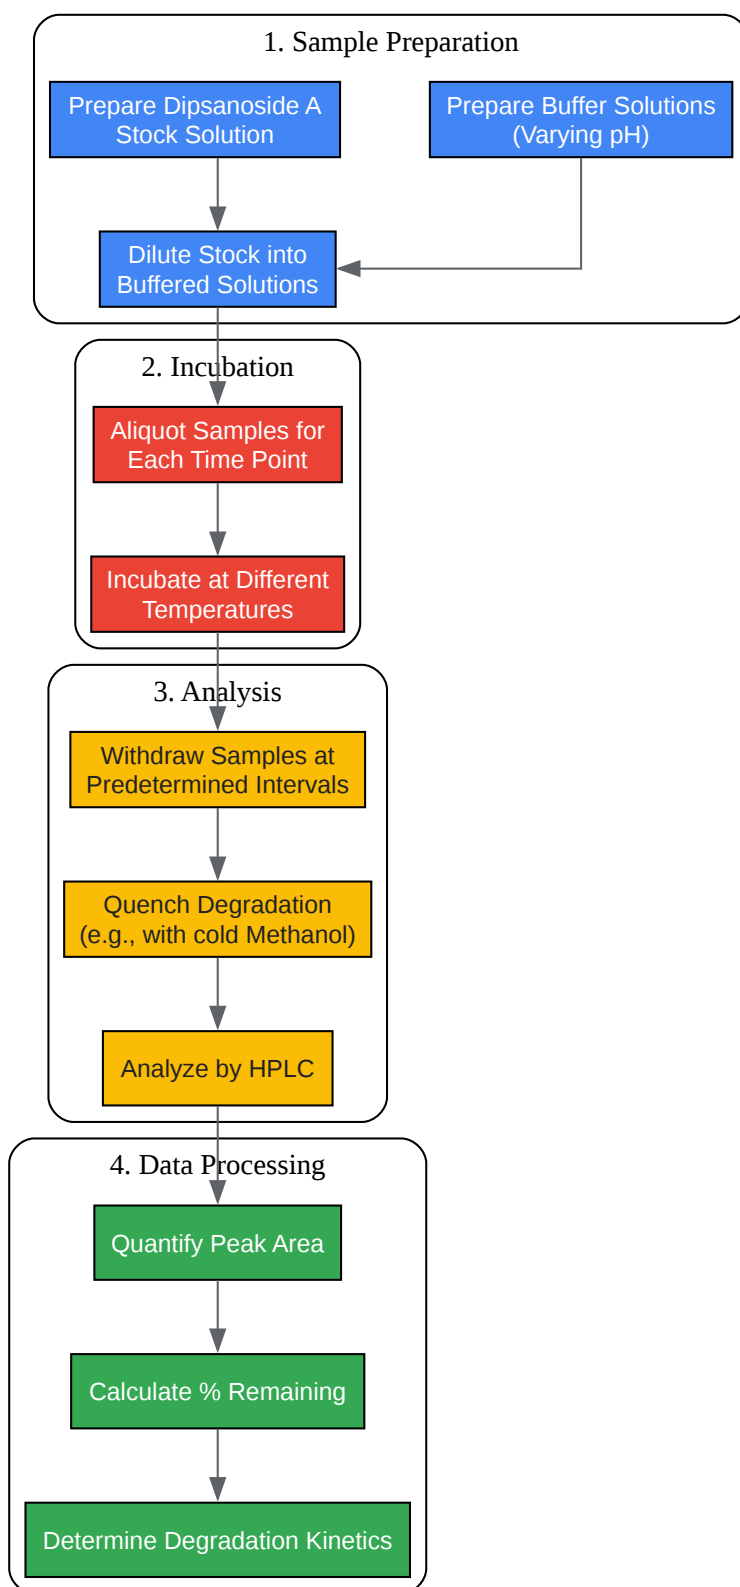 1. Sample Preparation
Prepare Dipsanoside A
Stock Solution
Prepare Buffer Solutions
(Varying pH)
Dilute Stock into
Buffered Solutions
2. Incubation
Aliquot Samples for
Each Time Point
Incubate at Different
Temperatures
3. Analysis
Withdraw Samples at
Predetermined Intervals
Quench Degradation
(e.g., with cold Methanol)
Analyze by HPLC
4. Data Processing
Quantify Peak Area
Calculate % Remaining
Determine Degradation Kinetics